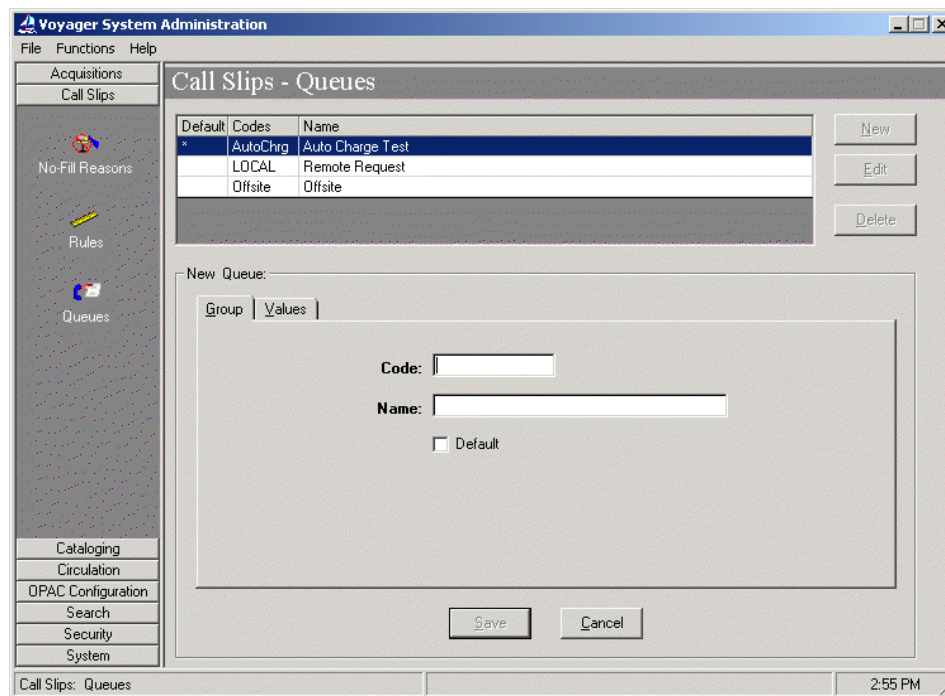 Voyager System Administration
File Functions Help
Acquisitions
Call Slips
No-Fill Reasons
Rules
Queues
Cataloging
Circulation
OPAC Configuration
Search
Security
System
Call Slips - Queues
Default Codes Name
* AutoChrg Auto Charge Test
LOCAL Remote Request
Offsite Offsite
New
Edit
Delete
New Queue:
Group Values
Code:
Name:
Default
Save Cancel
Call Slips: Queues 2:55 PM